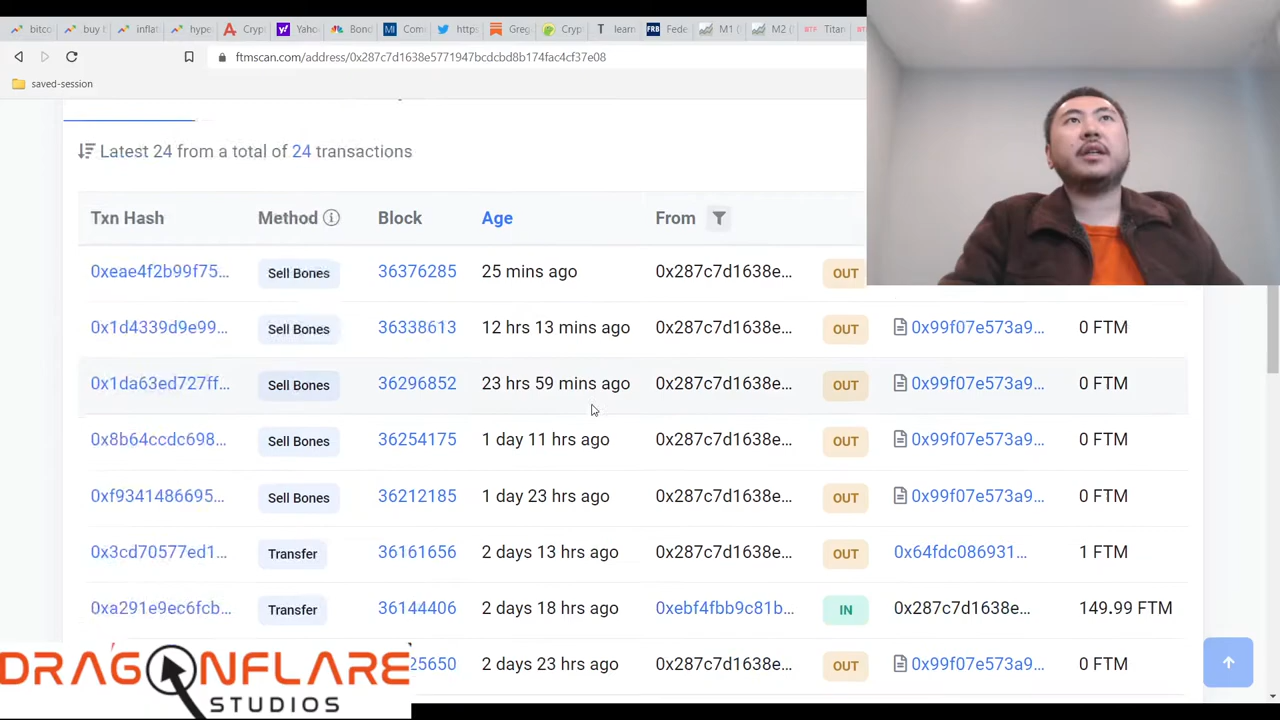 bitco
buy l
inflar
hype
Cryp
Yaho
Bond
Com
https
Greg
Cryp
T learn
FRB Fede
M1 (
M2 (
Titan
ftmscan.com/address/0x287c7d1638e5771947bcdcbd8b174fac4cf37e08
saved-session
Latest 24 from a total of 24 transactions
Txn Hash Method Block Age From
0xeae4f2b99f75... Sell Bones 36376285 25 mins ago 0x287c7d1638e... OUT
0x1d4339d9e99... Sell Bones 36338613 12 hrs 13 mins ago 0x287c7d1638e... OUT 0x99f07e573a9... 0 FTM
0x1da63ed727ff... Sell Bones 36296852 23 hrs 59 mins ago 0x287c7d1638e... OUT 0x99f07e573a9... 0 FTM
0x8b64ccdc698... Sell Bones 36254175 1 day 11 hrs ago 0x287c7d1638e... OUT 0x99f07e573a9... 0 FTM
0xf9341486695... Sell Bones 36212185 1 day 23 hrs ago 0x287c7d1638e... OUT 0x99f07e573a9... 0 FTM
0x3cd70577ed1... Transfer 36161656 2 days 13 hrs ago 0x287c7d1638e... OUT 0x64fdc086931... 1 FTM
0xa291e9ec6fcb... Transfer 36144406 2 days 18 hrs ago 0xebf4fbb9c81b... IN 0x287c7d1638e... 149.99 FTM
25650 2 days 23 hrs ago 0x287c7d1638e... OUT 0x99f07e573a9... 0 FTM
DRAGONFLARE
STUDIOS